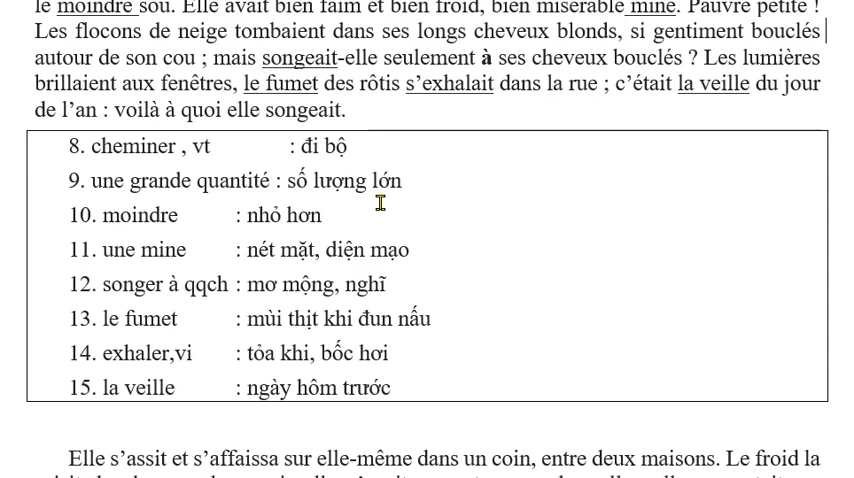 le moindre sou. Elle avait bien faim et bien froid, bien misérable mine. Pauvre petite !
Les flocons de neige tombaient dans ses longs cheveux blonds, si gentiment bouclés
autour de son cou ; mais songeait-elle seulement à ses cheveux bouclés ? Les lumières
brillaient aux fenêtres, le fumet des rôtis s’exhalait dans la rue ; c’était la veille du jour
de l’an : voilà à quoi elle songeait.
8. cheminer , vt : đi bộ
9. une grande quantité : số lượng lớn
10. moindre : nhỏ hơn
11. une mine : nét mặt, diện mạo
12. songer à qqch : mơ mộng, nghĩ
13. le fumet : mùi thịt khi đun nấu
14. exhaler,vi : tỏa khi, bốc hơi
15. la veille : ngày hôm trước
Elle s’assit et s’affaissa sur elle-même dans un coin, entre deux maisons. Le froid la